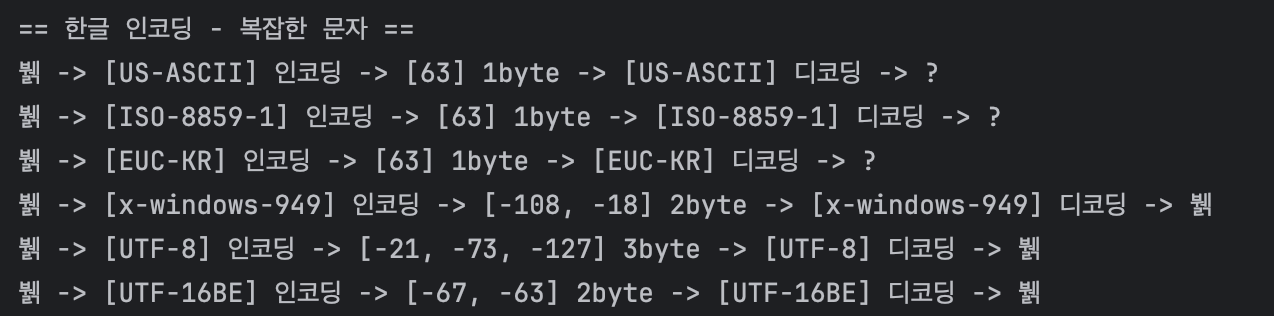 == 한글 인코딩 - 복잡한 문자 ==
뷁 -> [US-ASCII] 인코딩 -> [63] 1byte -> [US-ASCII] 디코딩 -> ?
뷁 -> [ISO-8859-1] 인코딩 -> [63] 1byte -> [ISO-8859-1] 디코딩 -> ?
뷁 -> [EUC-KR] 인코딩 -> [63] 1byte -> [EUC-KR] 디코딩 -> ?
뷁 -> [x-windows-949] 인코딩 -> [-108, -18] 2byte -> [x-windows-949] 디코딩 -> 뷁
뷁 -> [UTF-8] 인코딩 -> [-21, -73, -127] 3byte -> [UTF-8] 디코딩 -> 뷁
뷁 -> [UTF-16BE] 인코딩 -> [-67, -63] 2byte -> [UTF-16BE] 디코딩 -> 뷁